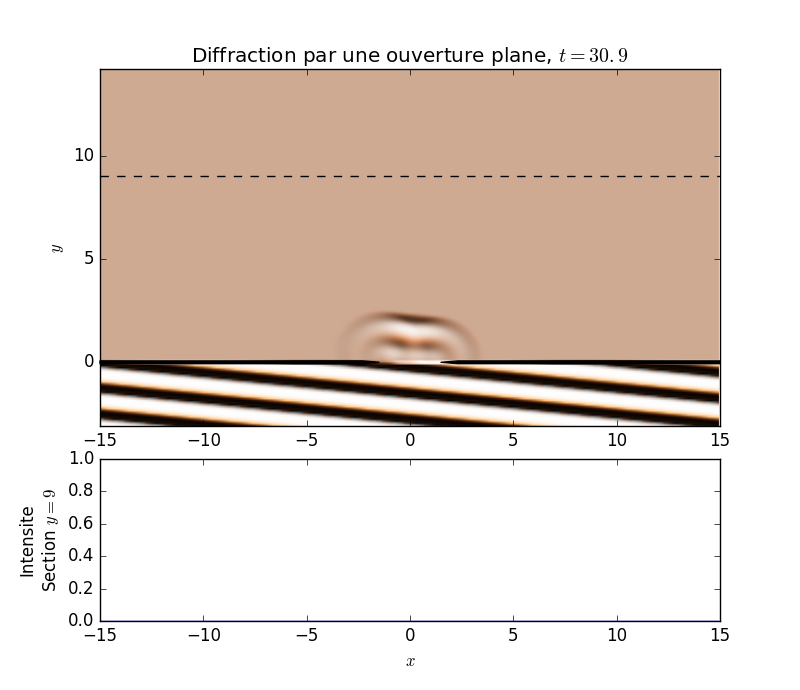 Diffraction par une ouverture plane, t = 30.9
10
5
0
y
−15 −10 −5 0 5 10 15
1.0
0.8
0.6
0.4
0.2
0.0
Intensite
Section y = 9
−15 −10 −5 0 5 10 15
x